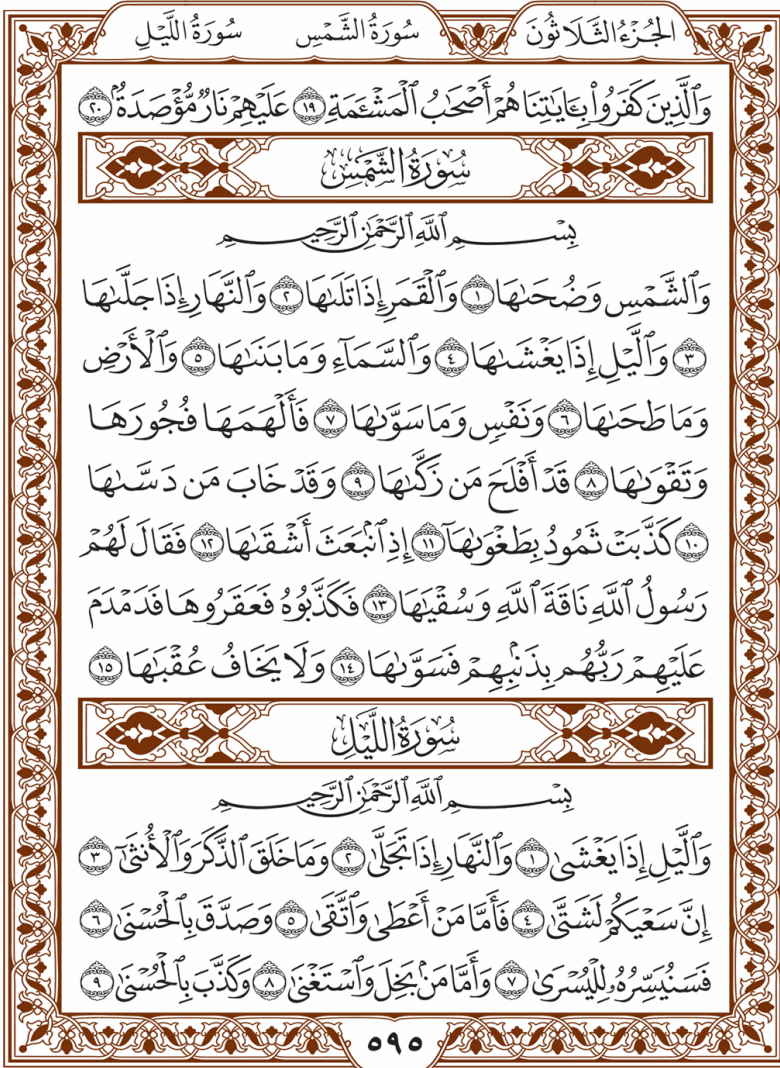 الجُزْءُ الثَّلَاثُونَ سُورَةُ الشَّمْسِ سُورَةُ اللَّيْلِ
وَٱلَّذِينَ كَفَرُوا۟ بِـَٔايَٰتِنَا هُمْ أَصْحَٰبُ ٱلْمَشْـَٔمَةِ ١٩ عَلَيْهِمْ نَارٌ مُّؤْصَدَةٌۢ ٢٠
سُورَةُ الشَّمْسِ
بِسْمِ ٱللَّهِ ٱلرَّحْمَٰنِ ٱلرَّحِيمِ
وَٱلشَّمْسِ وَضُحَىٰهَا ١ وَٱلْقَمَرِ إِذَا تَلَىٰهَا ٢ وَٱلنَّهَارِ إِذَا جَلَّىٰهَا
٣ وَٱلَّيْلِ إِذَا يَغْشَىٰهَا ٤ وَٱلسَّمَآءِ وَمَا بَنَىٰهَا ٥ وَٱلْأَرْضِ
وَمَا طَحَىٰهَا ٦ وَنَفْسٍ وَمَا سَوَّىٰهَا ٧ فَأَلْهَمَهَا فُجُورَهَا
وَتَقْوَىٰهَا ٨ قَدْ أَفْلَحَ مَن زَكَّىٰهَا ٩ وَقَدْ خَابَ مَن دَسَّىٰهَا
١٠ كَذَّبَتْ ثَمُودُ بِطَغْوَىٰهَآ ١١ إِذِ ٱنۢبَعَثَ أَشْقَىٰهَا ١٢ فَقَالَ لَهُمْ
رَسُولُ ٱللَّهِ نَاقَةَ ٱللَّهِ وَسُقْيَٰهَا ١٣ فَكَذَّبُوهُ فَعَقَرُوهَا فَدَمْدَمَ
عَلَيْهِمْ رَبُّهُم بِذَنۢبِهِمْ فَسَوَّىٰهَا ١٤ وَلَا يَخَافُ عُقْبَٰهَا ١٥
سُورَةُ اللَّيْلِ
بِسْمِ ٱللَّهِ ٱلرَّحْمَٰنِ ٱلرَّحِيمِ
وَٱلَّيْلِ إِذَا يَغْشَىٰ ١ وَٱلنَّهَارِ إِذَا تَجَلَّىٰ ٢ وَمَا خَلَقَ ٱلذَّكَرَ وَٱلْأُنثَىٰٓ ٣
إِنَّ سَعْيَكُمْ لَشَتَّىٰ ٤ فَأَمَّا مَنْ أَعْطَىٰ وَٱتَّقَىٰ ٥ وَصَدَّقَ بِٱلْحُسْنَىٰ ٦
فَسَنُيَسِّرُهُۥ لِلْيُسْرَىٰ ٧ وَأَمَّا مَنۢ بَخِلَ وَٱسْتَغْنَىٰ ٨ وَكَذَّبَ بِٱلْحُسْنَىٰ ٩
٥٩٥